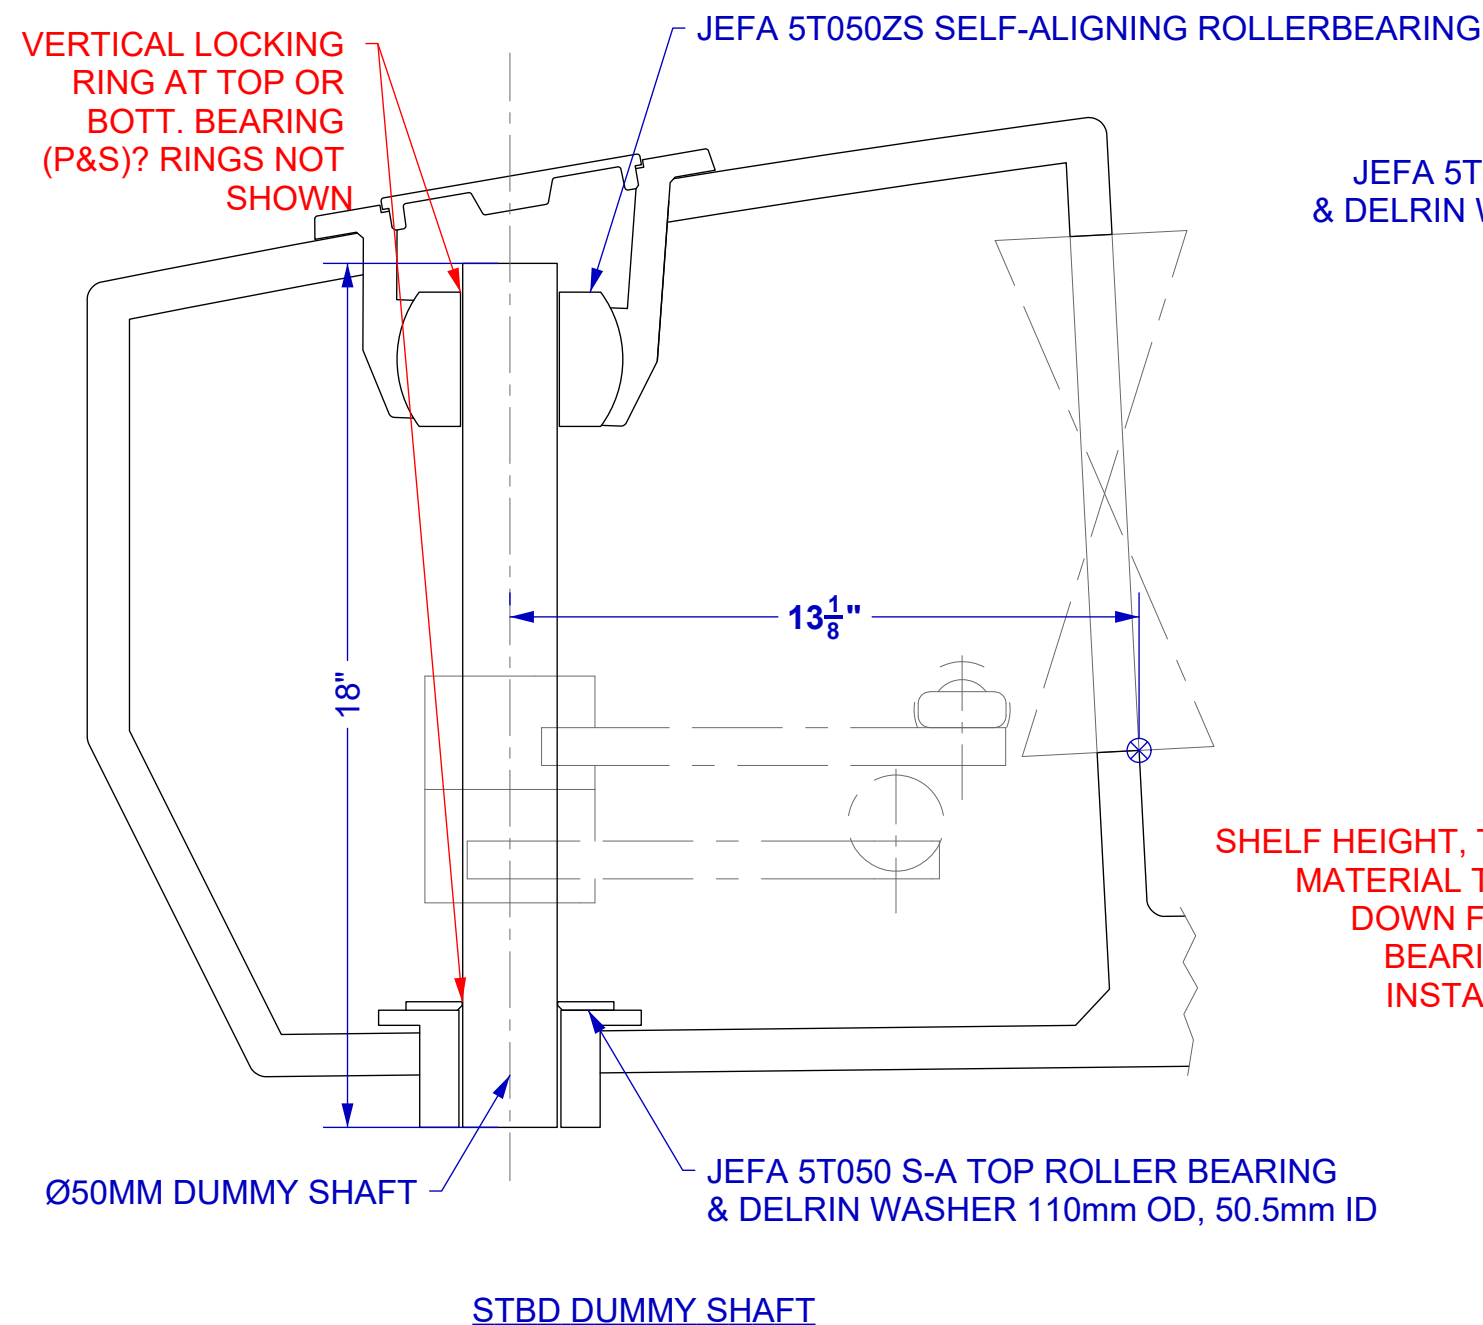 VERTICAL LOCKING
RING AT TOP OR
BOTT. BEARING
(P&S)? RINGS NOT
SHOWN
JEFA 5T050ZS SELF-ALIGNING ROLLERBEARING
JEFA 5T
& DELRIN
18"
13 1/8"
SHELF HEIGHT,
MATERIAL
DOWN
BEARI
INSTA
Ø50MM DUMMY SHAFT
JEFA 5T050 S-A TOP ROLLER BEARING
& DELRIN WASHER 110mm OD, 50.5mm ID
STBD DUMMY SHAFT